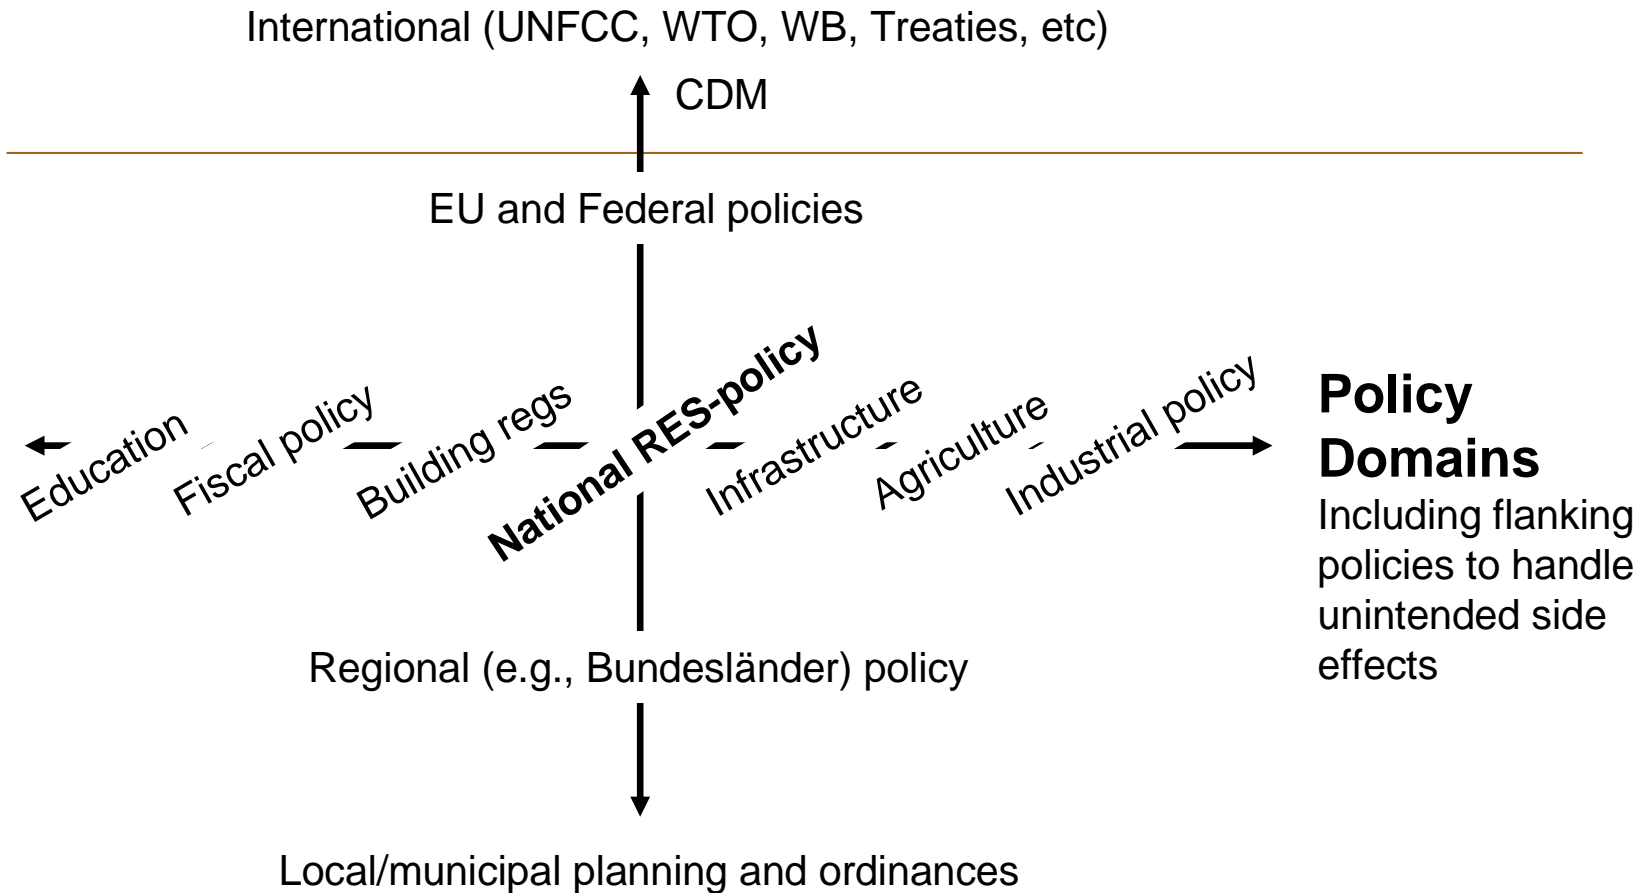 International (UNFCC, WTO, WB, Treaties, etc)
CDM
EU and Federal policies
Education
Fiscal policy
Building regs
National RES-policy
Infrastructure
Agriculture
Industrial policy
Policy
Domains
Including flanking
policies to handle
unintended side
effects
Regional (e.g., Bundesländer) policy
Local/municipal planning and ordinances